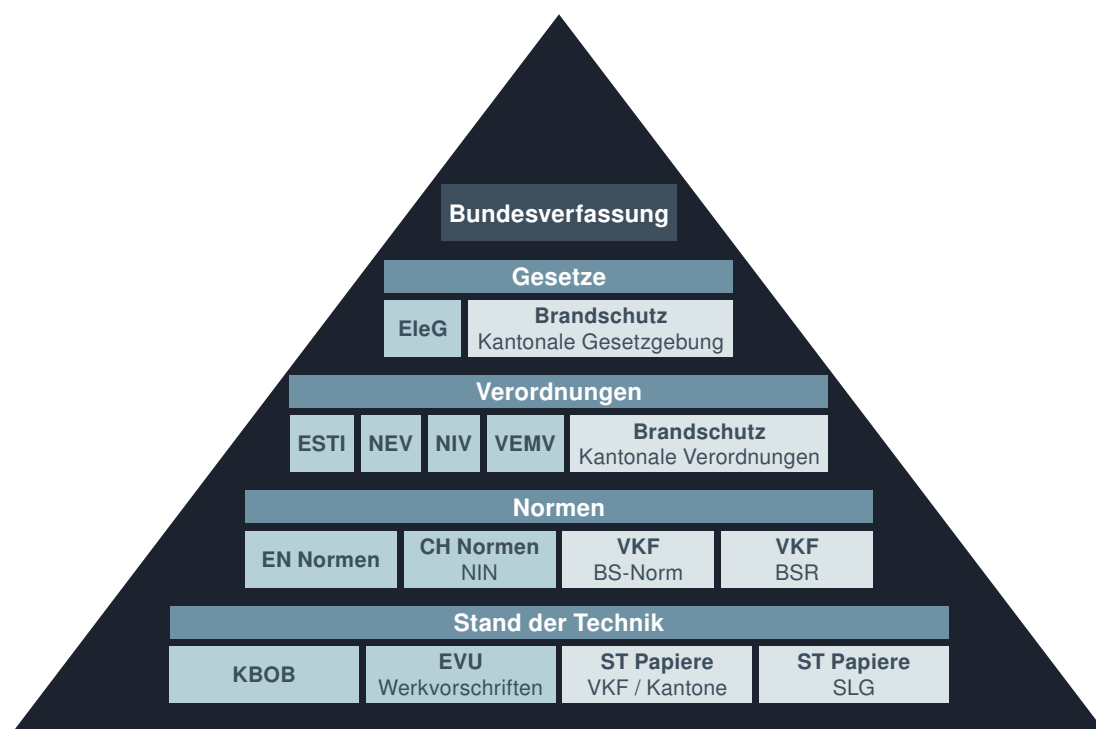 Bundesverfassung
Gesetze
EleG
Brandschutz
Kantonale Gesetzgebung
Verordnungen
ESTI
NEV
NIV
VEMV
Brandschutz
Kantonale Verordnungen
Normen
EN Normen
CH Normen
NIN
VKF
BS-Norm
VKF
BSR
Stand der Technik
KBOB
EVU
Werkvorschriften
ST Papiere
VKF / Kantone
ST Papiere
SLG